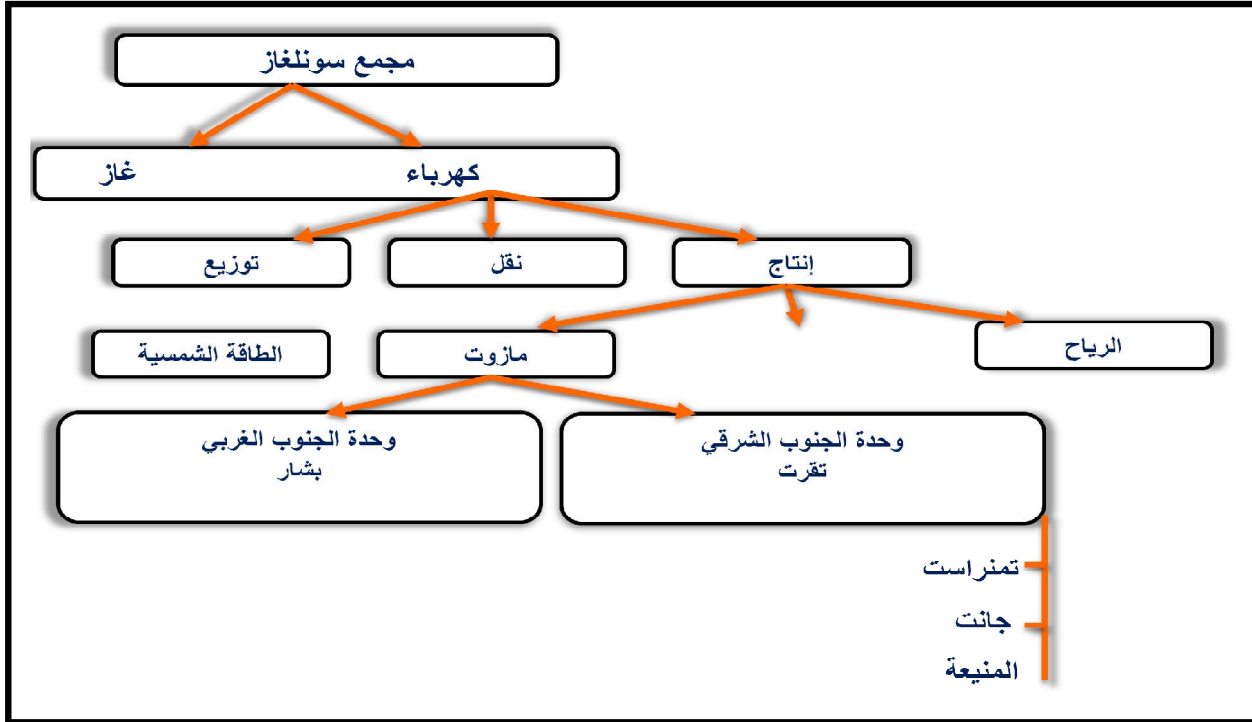 مجمع سونلغاز
كهرباء
غاز
إنتاج
نقل
توزيع
الرياح
مازوت
الطاقة الشمسية
وحدة الجنوب الشرقي
تقرت
وحدة الجنوب الغربي
بشار
تمنراست
جانت
المنيعة